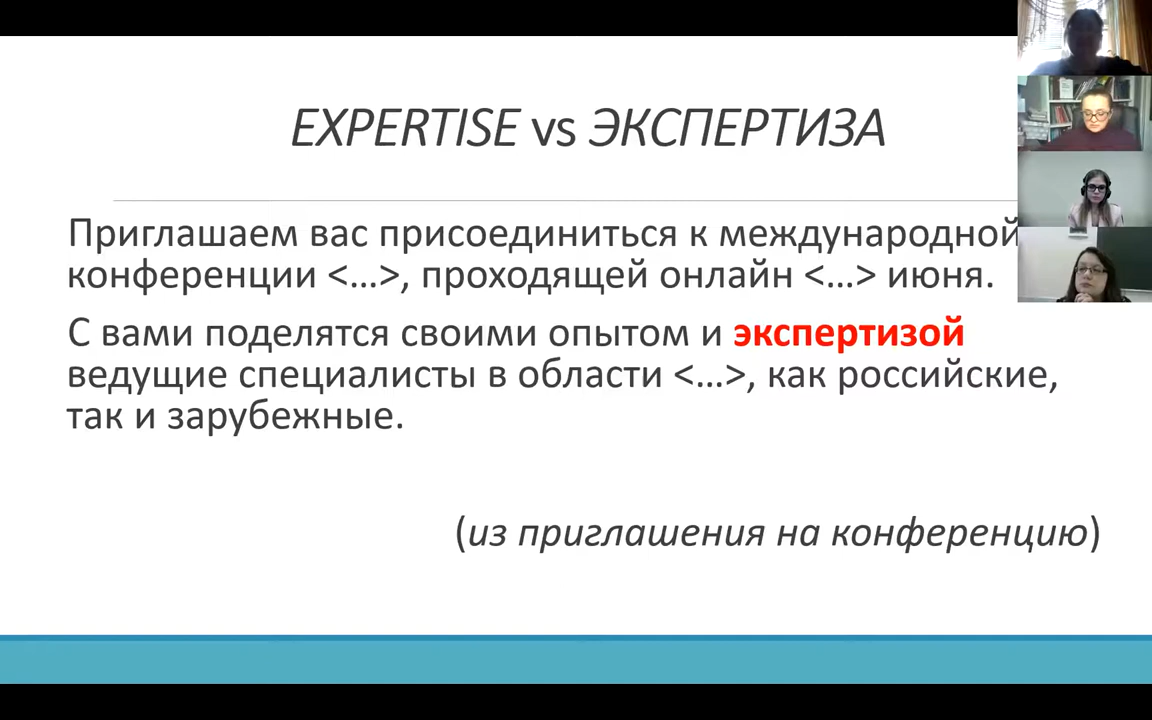 EXPERTISE vs ЭКСПЕРТИЗА
Приглашаем вас присоединиться к международной
конференции <…>, проходящей онлайн <…> июня.
С вами поделятся своими опытом и экспертизой
ведущие специалисты в области <…>, как российские,
так и зарубежные.
(из приглашения на конференцию)